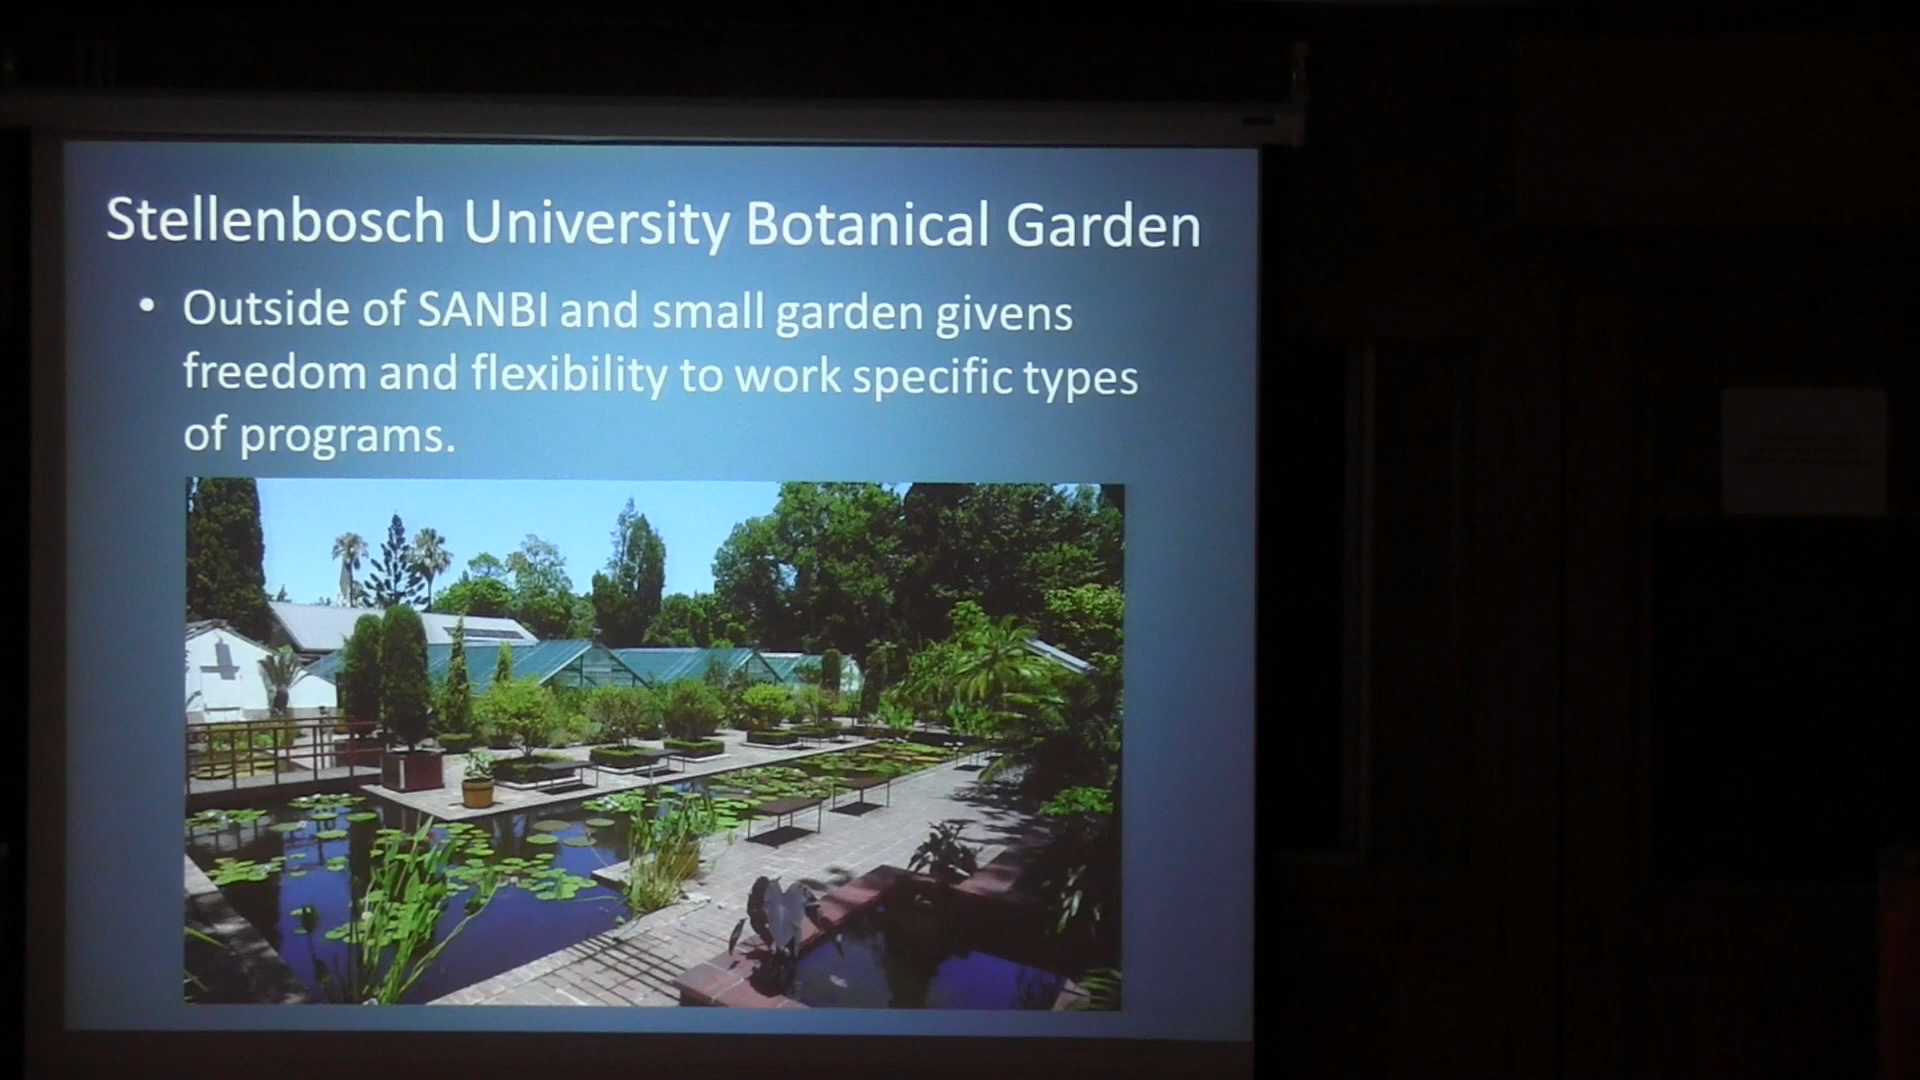 Stellenbosch University Botanical Garden
• Outside of SANBI and small garden givens
freedom and flexibility to work specific types
of programs.